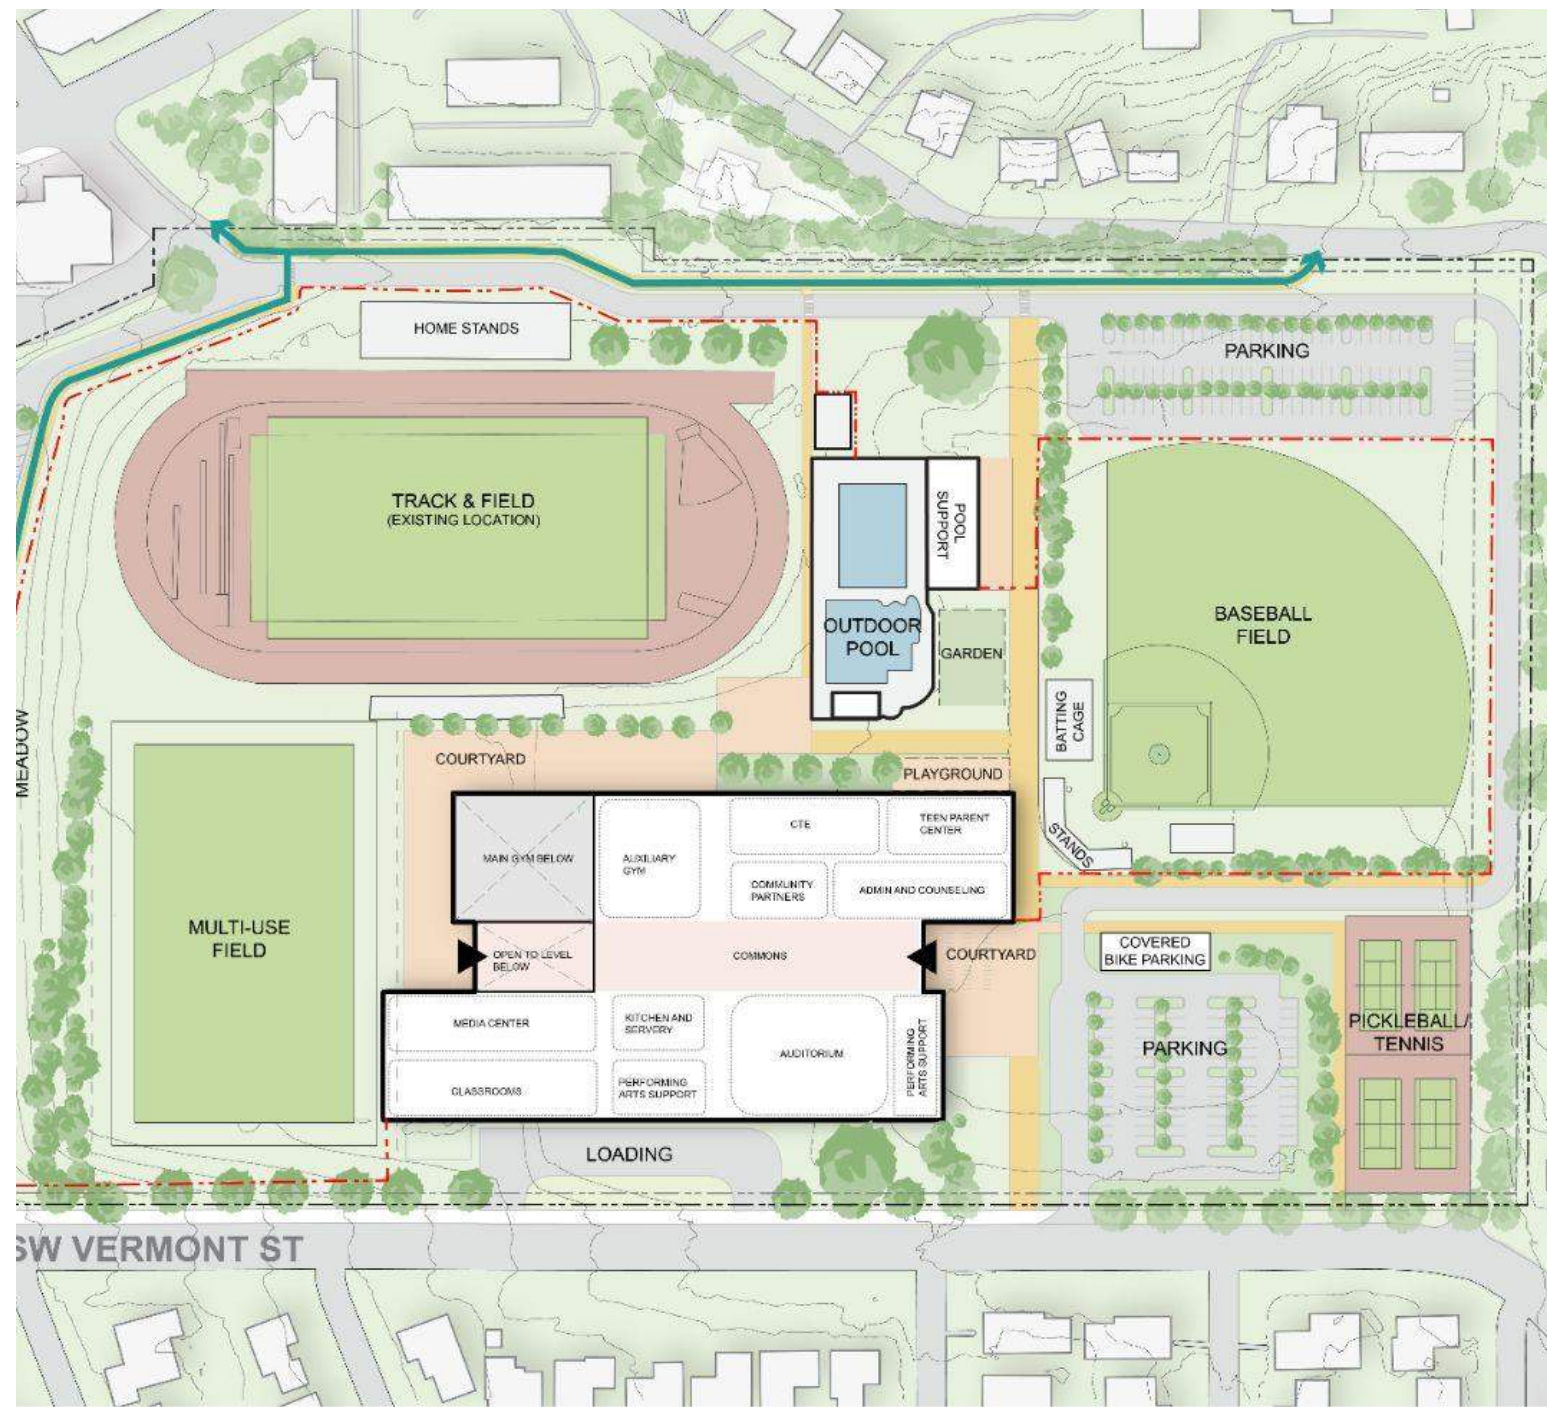 HOME STANDS
PARKING
TRACK & FIELD
(EXISTING LOCATION)
POOL
SUPPORT
OUTDOOR
POOL
GARDEN
BASEBALL
FIELD
BATTING
CAGE
MEADOW
COURTYARD
PLAYGROUND
STANDS
MAIN GYM BELOW
AUXILIARY
GYM
CTE
TEEN PARENT
CENTER
COMMUNITY
PARTNERS
ADMIN AND COUNSELING
MULTI-USE
FIELD
OPEN TO LEVEL
BELOW
COMMONS
COURTYARD
COVERED
BIKE PARKING
MEDIA CENTER
KITCHEN AND
SERVERY
AUDITORIUM
PERFORMING
ARTS SUPPORT
CLASSROOMS
PERFORMING
ARTS SUPPORT
PARKING
PICKLEBALL/
TENNIS
LOADING
SW VERMONT ST